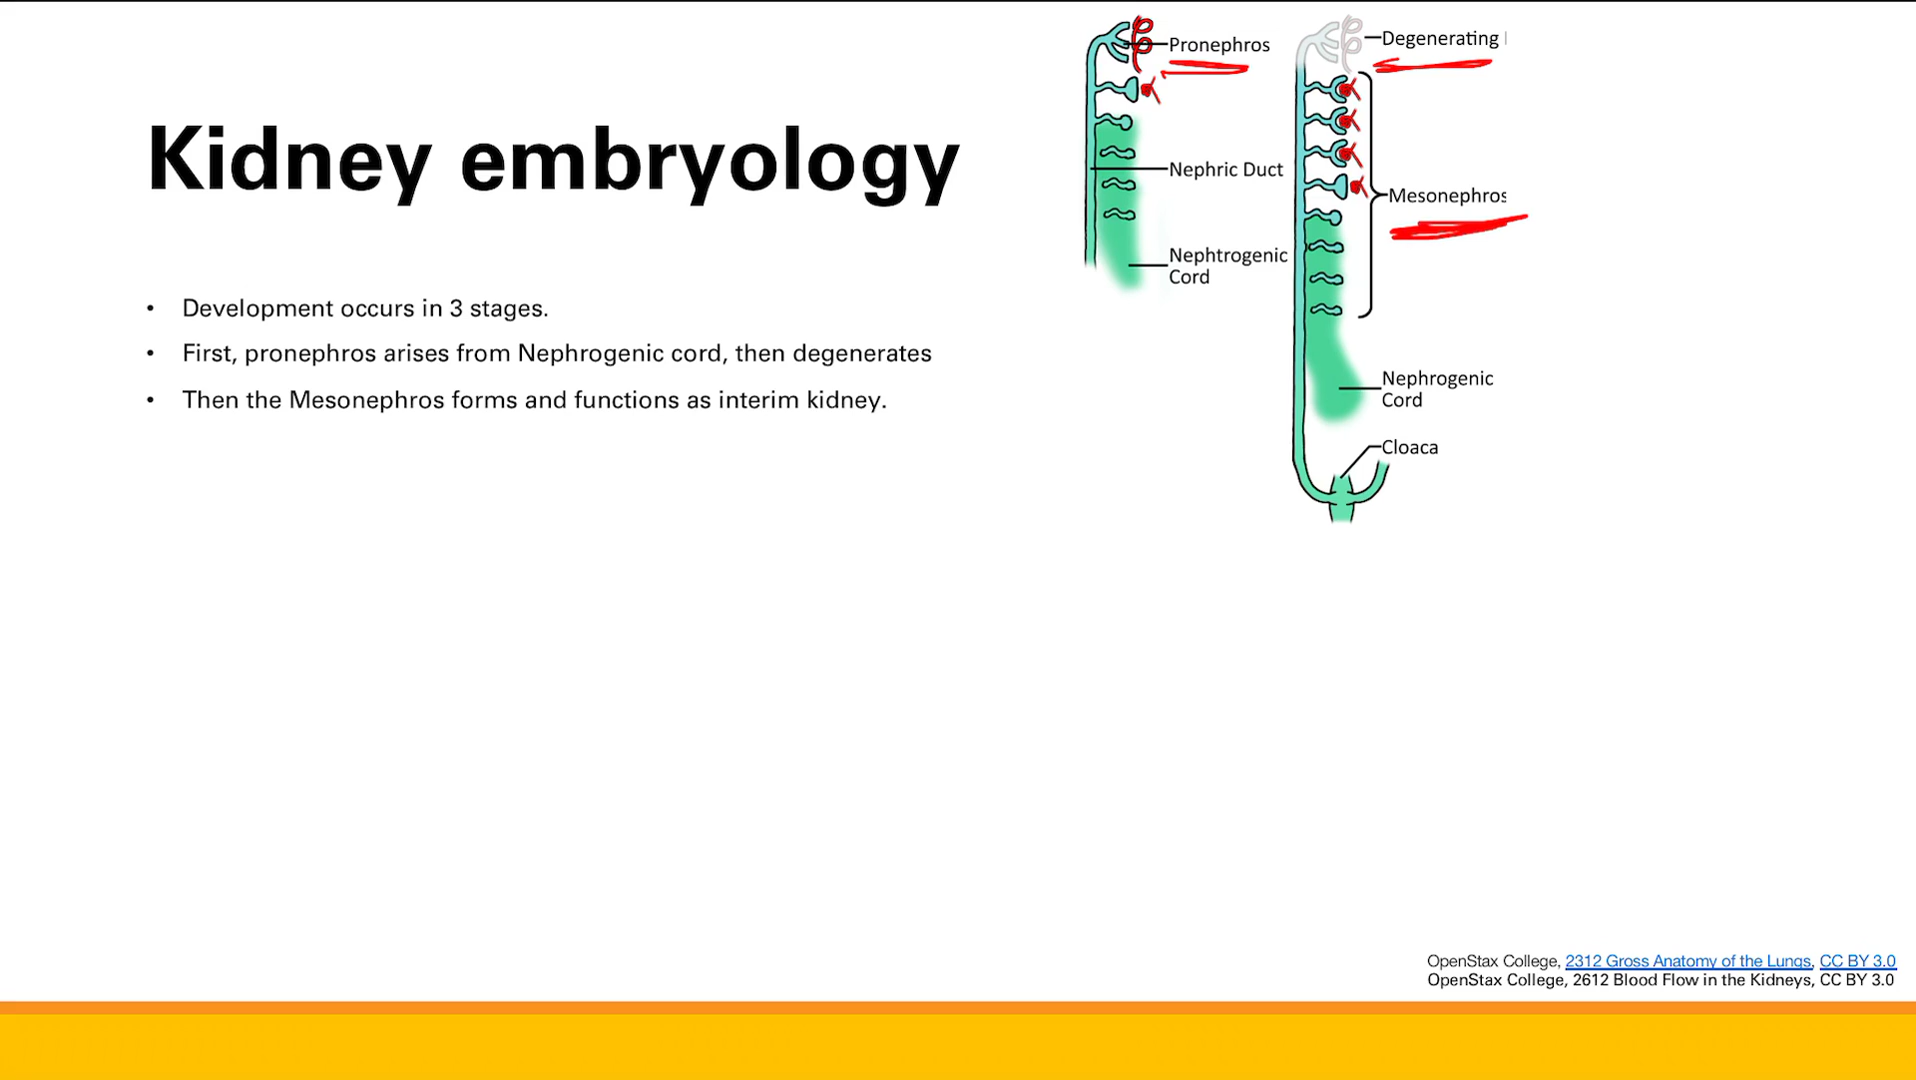 Kidney embryology
• Development occurs in 3 stages.
• First, pronephros arises from Nephrogenic cord, then degenerates
• Then the Mesonephros forms and functions as interim kidney.
Pronephros
Nephric Duct
Nephtrogenic
Cord
Degenerating
Mesonephros
Nephrogenic
Cord
Cloaca
OpenStax College, 2312 Gross Anatomy of the Lungs, CC BY 3.0
OpenStax College, 2612 Blood Flow in the Kidneys, CC BY 3.0